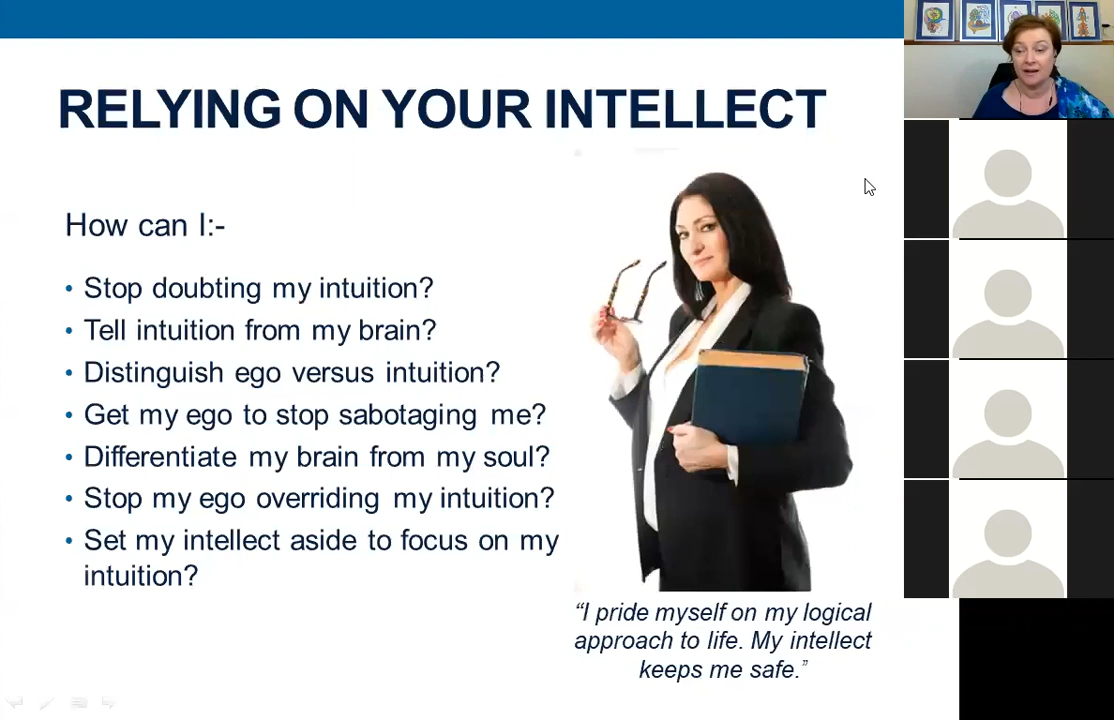 RELYING ON YOUR INTELLECT
How can I:-
• Stop doubting my intuition?
• Tell intuition from my brain?
• Distinguish ego versus intuition?
• Get my ego to stop sabotaging me?
• Differentiate my brain from my soul?
• Stop my ego overriding my intuition?
• Set my intellect aside to focus on my
intuition?
“I pride myself on my logical
approach to life. My intellect
keeps me safe.”